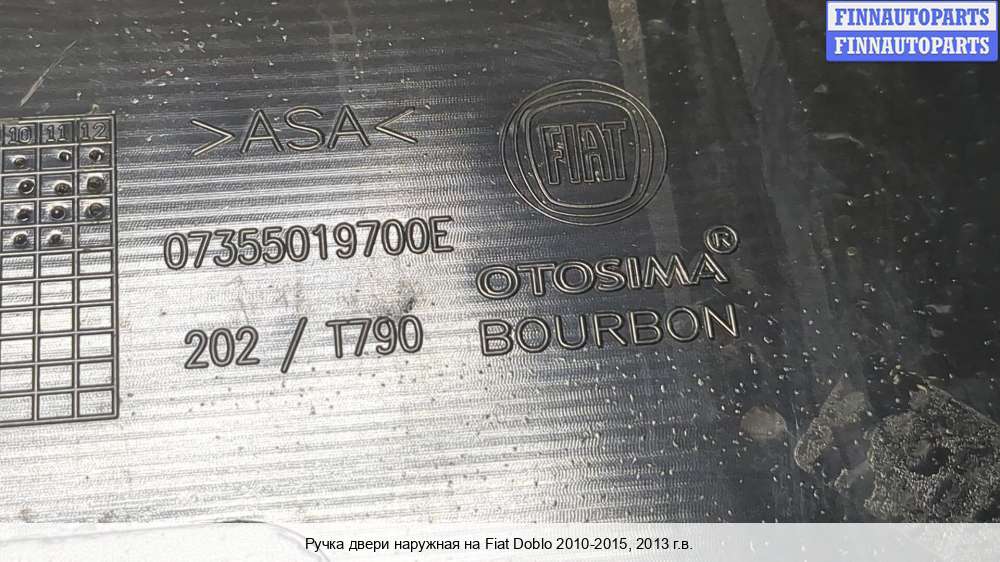 FINNAUTOPARTS
FINNAUTOPARTS
10 11 12
>ASA<
FIAT
07355019700E
OTOSIMA®
202 / T790
BOURBON
Ручка двери наружная на Fiat Doblo 2010-2015, 2013 г.в.